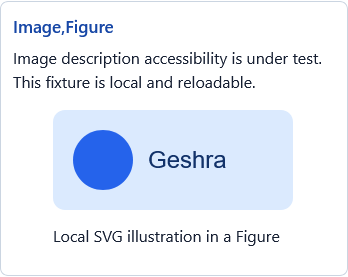 Image,Figure
Image description accessibility is under test.
This fixture is local and reloadable.
Geshra
Local SVG illustration in a Figure